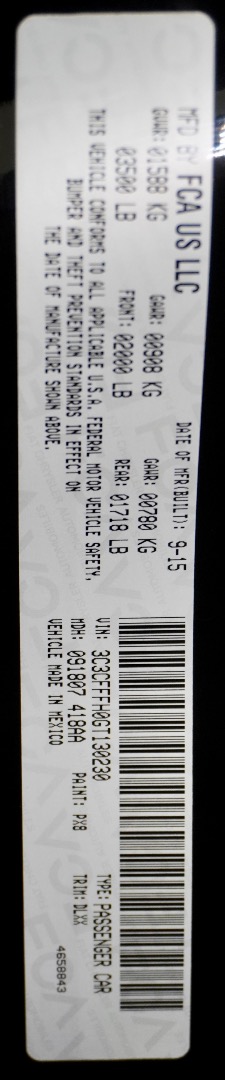 MFD BY FCA US LLC DATE OF MFR(BUILT): 9-15
GVWR: 01588 KG GAWR: 00908 KG GAWR: 00780 KG
03500 LB FRONT: 02000 LB REAR: 01718 LB
THIS VEHICLE CONFORMS TO ALL APPLICABLE U.S.A. FEDERAL MOTOR VEHICLE SAFETY,
BUMPER AND THEFT PREVENTION STANDARDS IN EFFECT ON
THE DATE OF MANUFACTURE SHOWN ABOVE.
VIN: 3C3CFFFH0GT130230 TYPE: PASSENGER CAR
MDH: 091807 418AA PAINT: PX8 TRIM: DLXX
VEHICLE MADE IN MEXICO
4658843